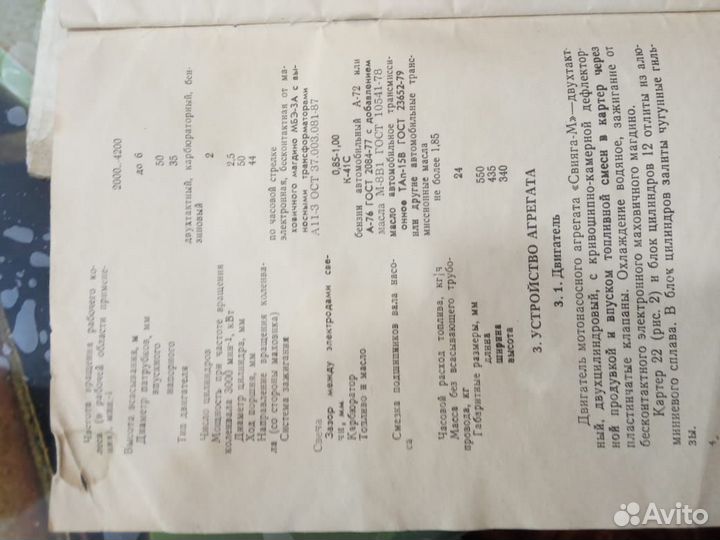 Частота вращения рабочего ко-
леса (в рабочей области примене-
ния), мин-1 2000...4200
Высота всасывания, м до 6
Диаметр патрубков, мм
всасывающего 50
напорного 35
Тип двигателя двухтактный, карбюраторный, бен-
зиновый
Число цилиндров 2
Мощность при частоте вращения
коленвала 3000 мин-1, кВт 2,5
Диаметр цилиндра, мм 50
Ход поршня, мм 44
Направление вращения коленва-
ла (со стороны маховика) по часовой стрелке
Система зажигания электронная, бесконтактная от ма-
ховичного магдино МБЭ-3А с вы-
носными трансформаторами
Свеча А11-3 ОСТ 37.003.081-87
Зазор между электродами све-
чи, мм 0,85-1,00
Карбюратор К-41С
Топливо и масло бензин автомобильный А-72 или
А-76 ГОСТ 2084-77 с добавлением
масла М-8В1 ГОСТ 10541-78
Смазка подшипников вала насо-
са масло автомобильное трансмисси-
онное ТАп-15В ГОСТ 23652-79
или другие автомобильные транс-
миссионные масла
Часовой расход топлива, кг/ч не более 1,85
Масса без всасывающего трубо-
провода, кг 24
Габаритные размеры, мм
длина 550
ширина 435
высота 340
3. УСТРОЙСТВО АГРЕГАТА
3.1. Двигатель
Двигатель мотонасосного агрегата «Свияга-М»—двухтакт-
ный, двухцилиндровый, с кривошипно-камерной дефлектор-
ной продувкой и впуском топливной смеси в картер через
пластинчатые клапаны. Охлаждение водяное, зажигание от
бесконтактного электронного маховичного магдино.
Картер 22 (рис. 2) и блок цилиндров 12 отлиты из алю-
миниевого сплава. В блок цилиндров залиты чугунные гиль-
зы.
4
Avito